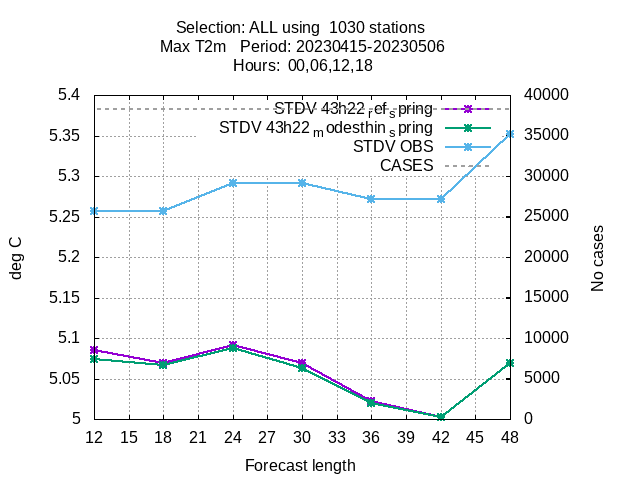 Selection: ALL using  1030 stations
Max T2m   Period: 20230415-20230506
Hours:  00,06,12,18
STDV 43h22_ref_spring
STDV 43h22_modesthin_spring
STDV OBS
CASES
5.4
5.35
5.3
5.25
5.2
5.15
5.1
5.05
5
40000
35000
30000
25000
20000
15000
10000
5000
0
deg C
No cases
12 15 18 21 24 27 30 33 36 39 42 45 48
Forecast length